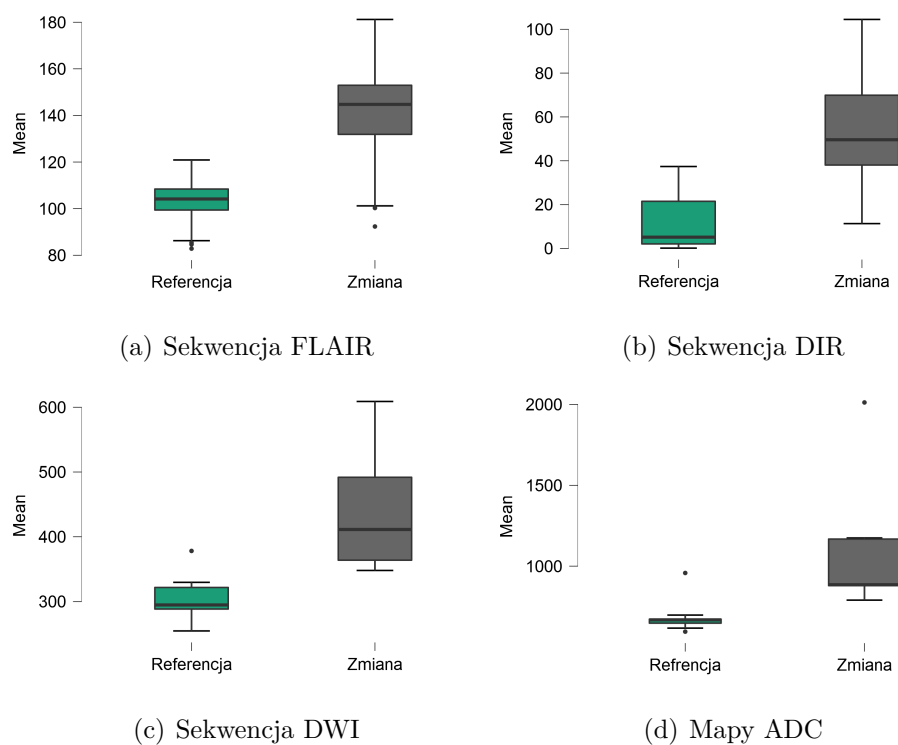 180
160
140
120
100
80
Mean
Referencja
Zmiana
(a) Sekwencja FLAIR
100
80
60
40
20
0
Mean
Referencja
Zmiana
(b) Sekwencja DIR
600
500
400
300
Mean
Referencja
Zmiana
(c) Sekwencja DWI
2000
1500
1000
Mean
Refrencja
Zmiana
(d) Mapy ADC